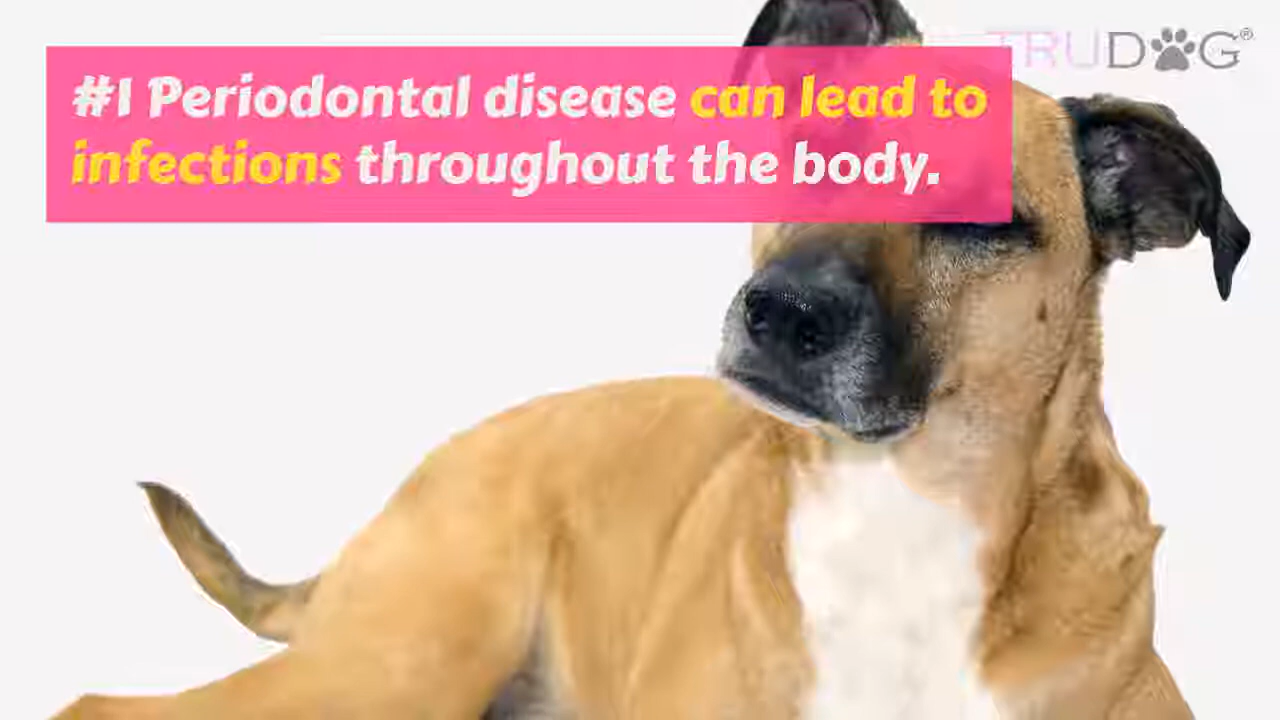 TRUDOG®
#1 Periodontal disease can lead to
infections throughout the body.